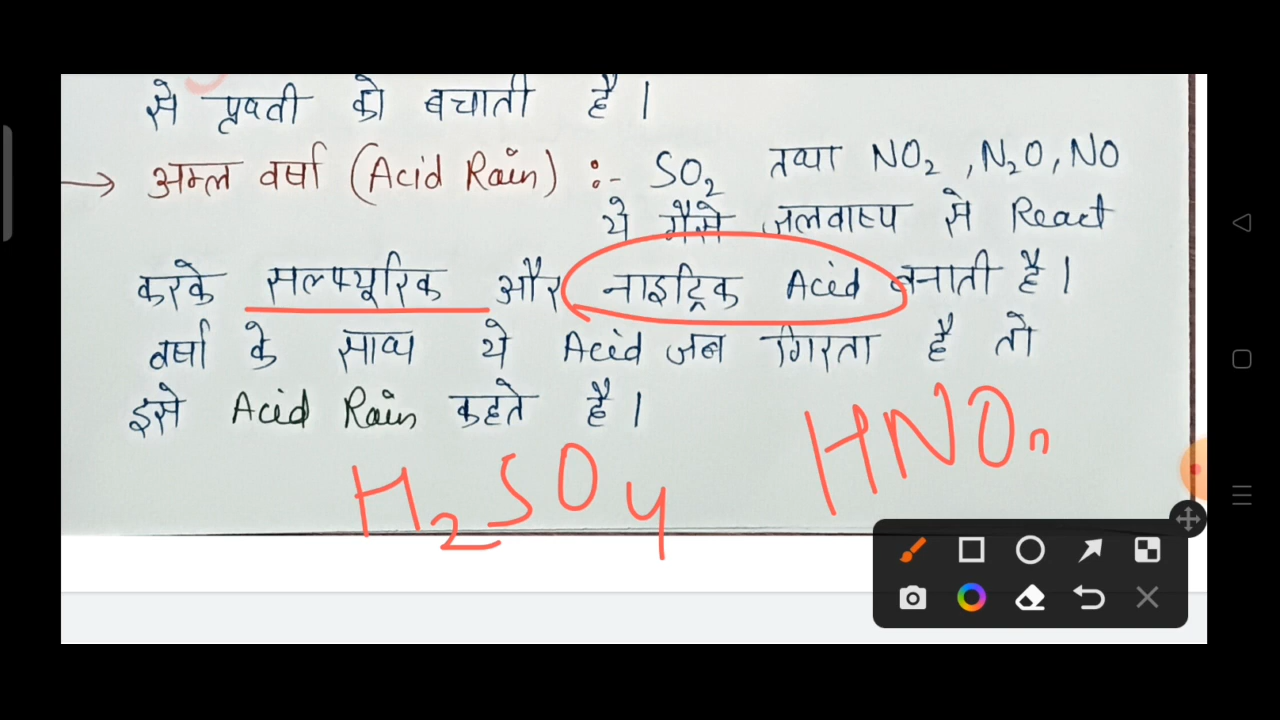 से पृथ्वी को बचाती है।
→ अम्ल वर्षा (Acid Rain) :- SO₂ तथा NO₂, N₂O, NO
ये गैसे जलवाष्प से React
करके सल्फ्यूरिक और नाइट्रिक Acid बनाती है।
वर्षा के साथ ये Acid जब गिरता है तो
इसे Acid Rain कहते है।
H₂SO₄ HNOn